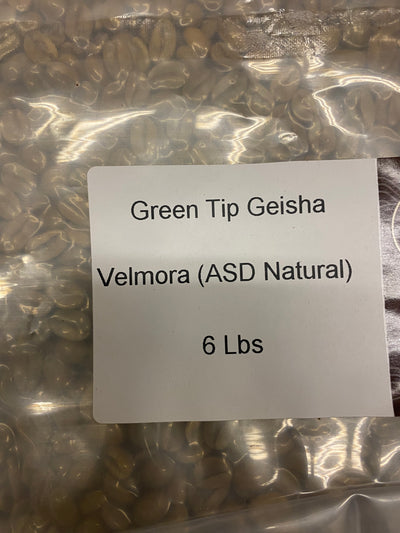 Green Tip Geisha
Velmora (ASD Natural)
6 Lbs